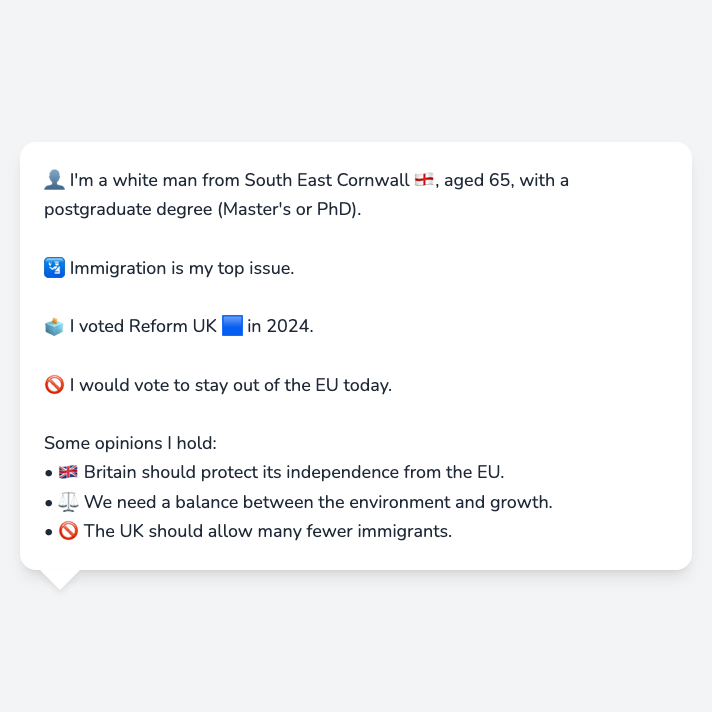 👤 I'm a white man from South East Cornwall 🏴󠁧󠁢󠁥󠁮󠁧󠁿, aged 65, with a
postgraduate degree (Master's or PhD).
🛂 Immigration is my top issue.
🗳️ I voted Reform UK 🟦 in 2024.
🚫 I would vote to stay out of the EU today.
Some opinions I hold:
• 🇬🇧 Britain should protect its independence from the EU.
• ⚖️ We need a balance between the environment and growth.
• 🚫 The UK should allow many fewer immigrants.